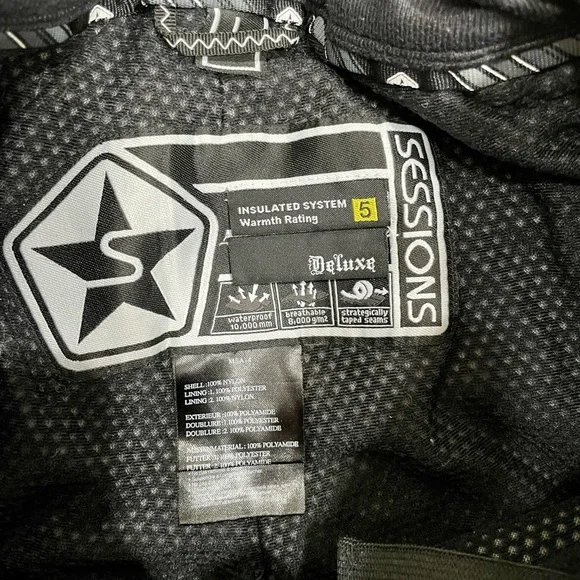 S
SESSIONS
INSULATED SYSTEM 5
Warmth Rating
Deluxe
waterproof
10,000 mm
breathable
8,000 g/m2
strategically
taped seams
SHELL :100% NYLON
LINING : 1. 100% POLYESTER
LINING : 2. 100% NYLON
EXTERIEUR :100% POLYAMIDE
DOUBLURE :1. 100% POLYESTER
DOUBLURE :2. 100% POLYAMIDE
AUSSENMATERIAL : 100% POLYAMIDE
FUTTER :1. 100% POLYESTER
FUTTER :2. 100% POLYAMIDE